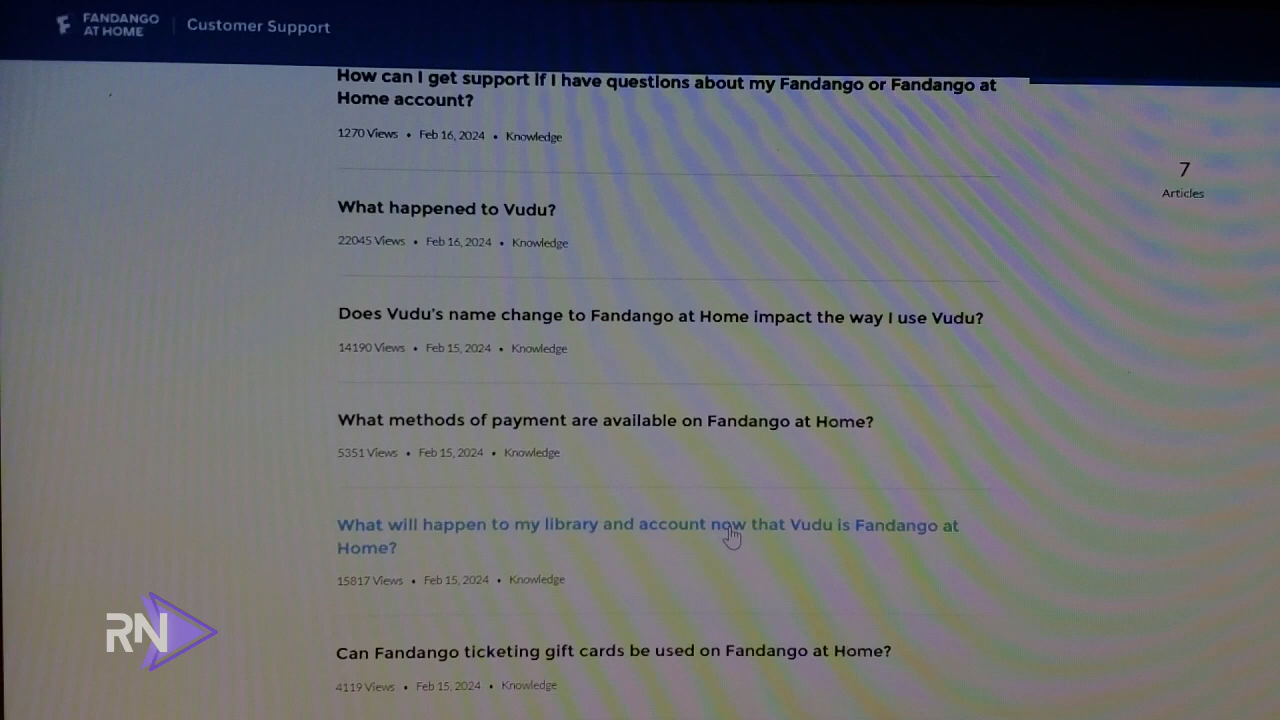 FANDANGO
AT HOME
Customer Support
How can I get support if I have questions about my Fandango or Fandango at
Home account?
1270 Views • Feb 16, 2024 • Knowledge
7
Articles
What happened to Vudu?
22045 Views • Feb 16, 2024 • Knowledge
Does Vudu's name change to Fandango at Home impact the way I use Vudu?
14190 Views • Feb 15, 2024 • Knowledge
What methods of payment are available on Fandango at Home?
5351 Views • Feb 15, 2024 • Knowledge
What will happen to my library and account now that Vudu is Fandango at
Home?
15817 Views • Feb 15, 2024 • Knowledge
RN
Can Fandango ticketing gift cards be used on Fandango at Home?
4119 Views • Feb 15, 2024 • Knowledge